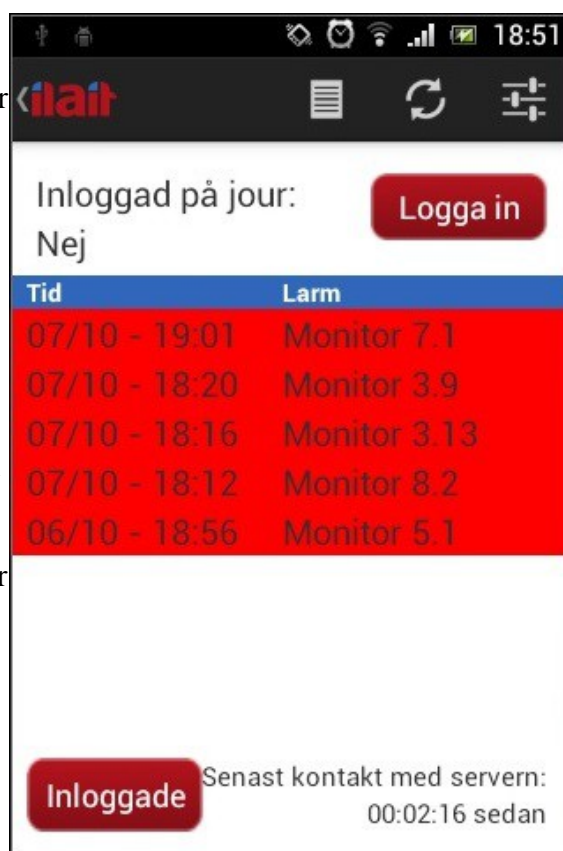 18:51
r
ilait
Inloggad på jour:
Nej
Logga in
Tid Larm
07/10 - 19:01 Monitor 7.1
07/10 - 18:20 Monitor 3.9
07/10 - 18:16 Monitor 3.13
07/10 - 18:12 Monitor 8.2
06/10 - 18:56 Monitor 5.1
r
Inloggade
Senast kontakt med servern:
00:02:16 sedan